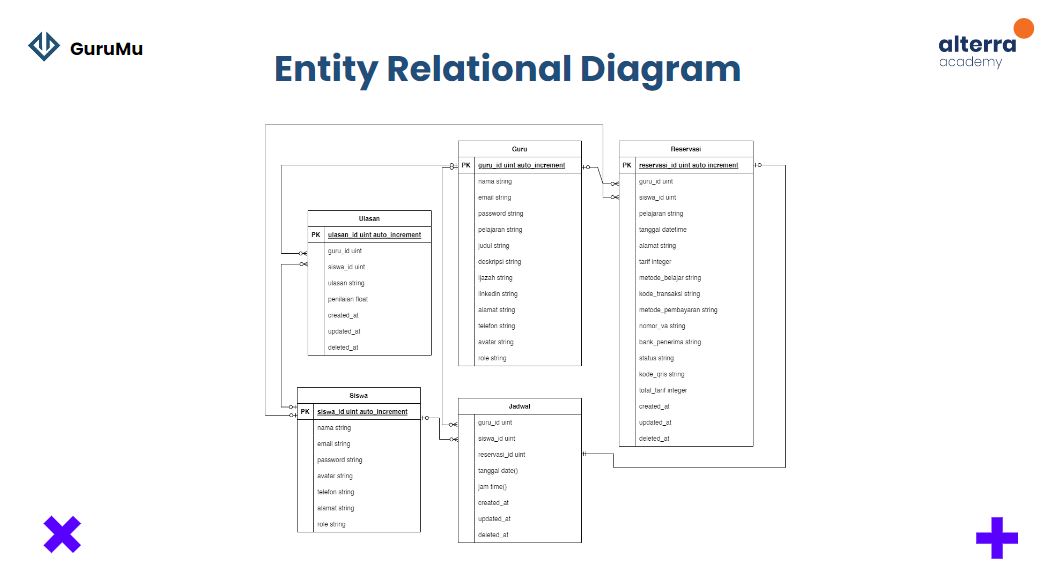 GuruMu
alterra
academy
Entity Relational Diagram
Guru
PK guru_id uint auto_increment
nama string
email string
password string
pelajaran string
judul string
deskripsi string
ijazah string
linkedin string
alamat string
telefon string
avatar string
role string
Reservasi
PK reservasi_id uint auto increment
guru_id uint
siswa_id uint
pelajaran string
tanggal datetime
alamat string
tarif integer
metode_belajar string
kode_transaksi string
metode_pembayaran string
nomor_va string
bank_penerima string
status string
kode_qris string
total_tarif integer
created_at
updated_at
deleted_at
Ulasan
PK ulasan_id uint auto_increment
guru_id uint
siswa_id uint
ulasan string
penilaian float
created_at
updated_at
deleted_at
Siswa
PK siswa_id uint auto_increment
nama string
email string
password string
avatar string
telefon string
alamat string
role string
Jadwal
guru_id uint
siswa_id uint
reservasi_id uint
tanggal date()
jam time()
created_at
updated_at
deleted_at